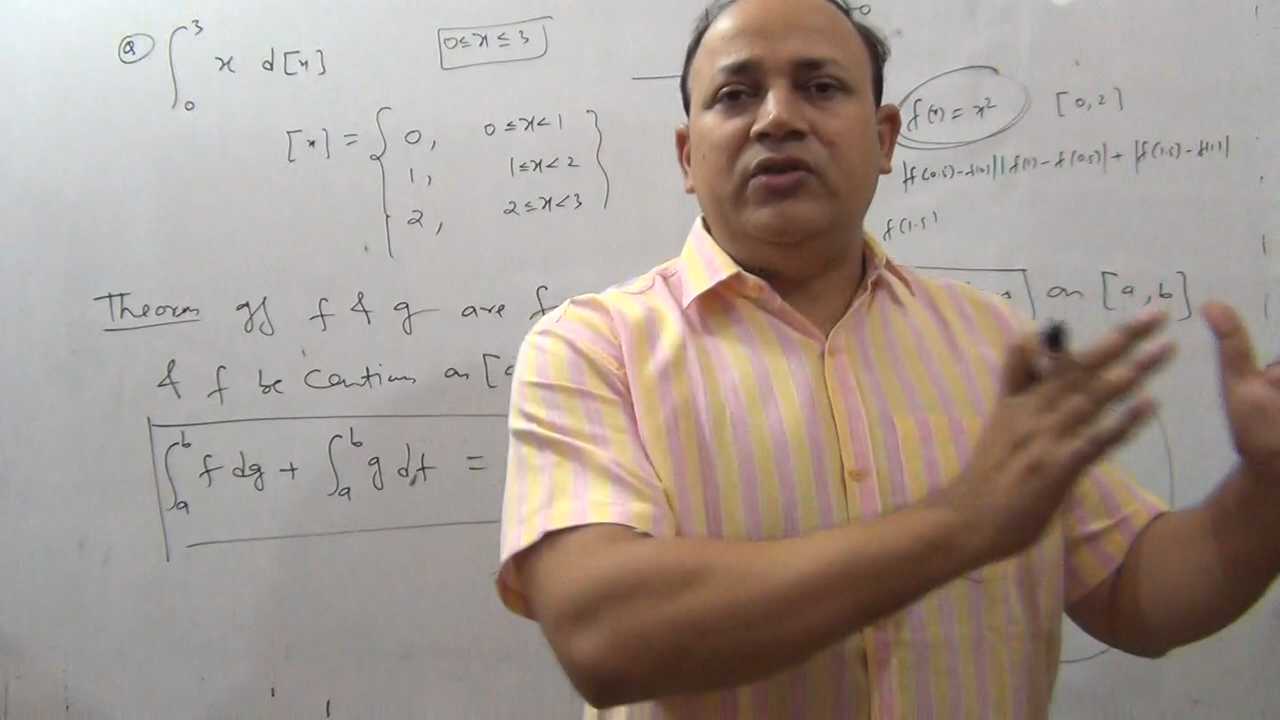 Q ∫₀³ x d[x]
0≤x≤3
[x] = { 0, 0≤x<1
1, 1≤x<2
2, 2≤x<3 }
f(x) = x² [0,2]
|f(0.5)-f(0)| |f(1)-f(0.5)| + |f(1.5)-f(1)|
f(1.5)
Theorem If f & g are f on [a,b]
& f be Continus on [
∫ₐᵇ f dg + ∫ₐᵇ g df =